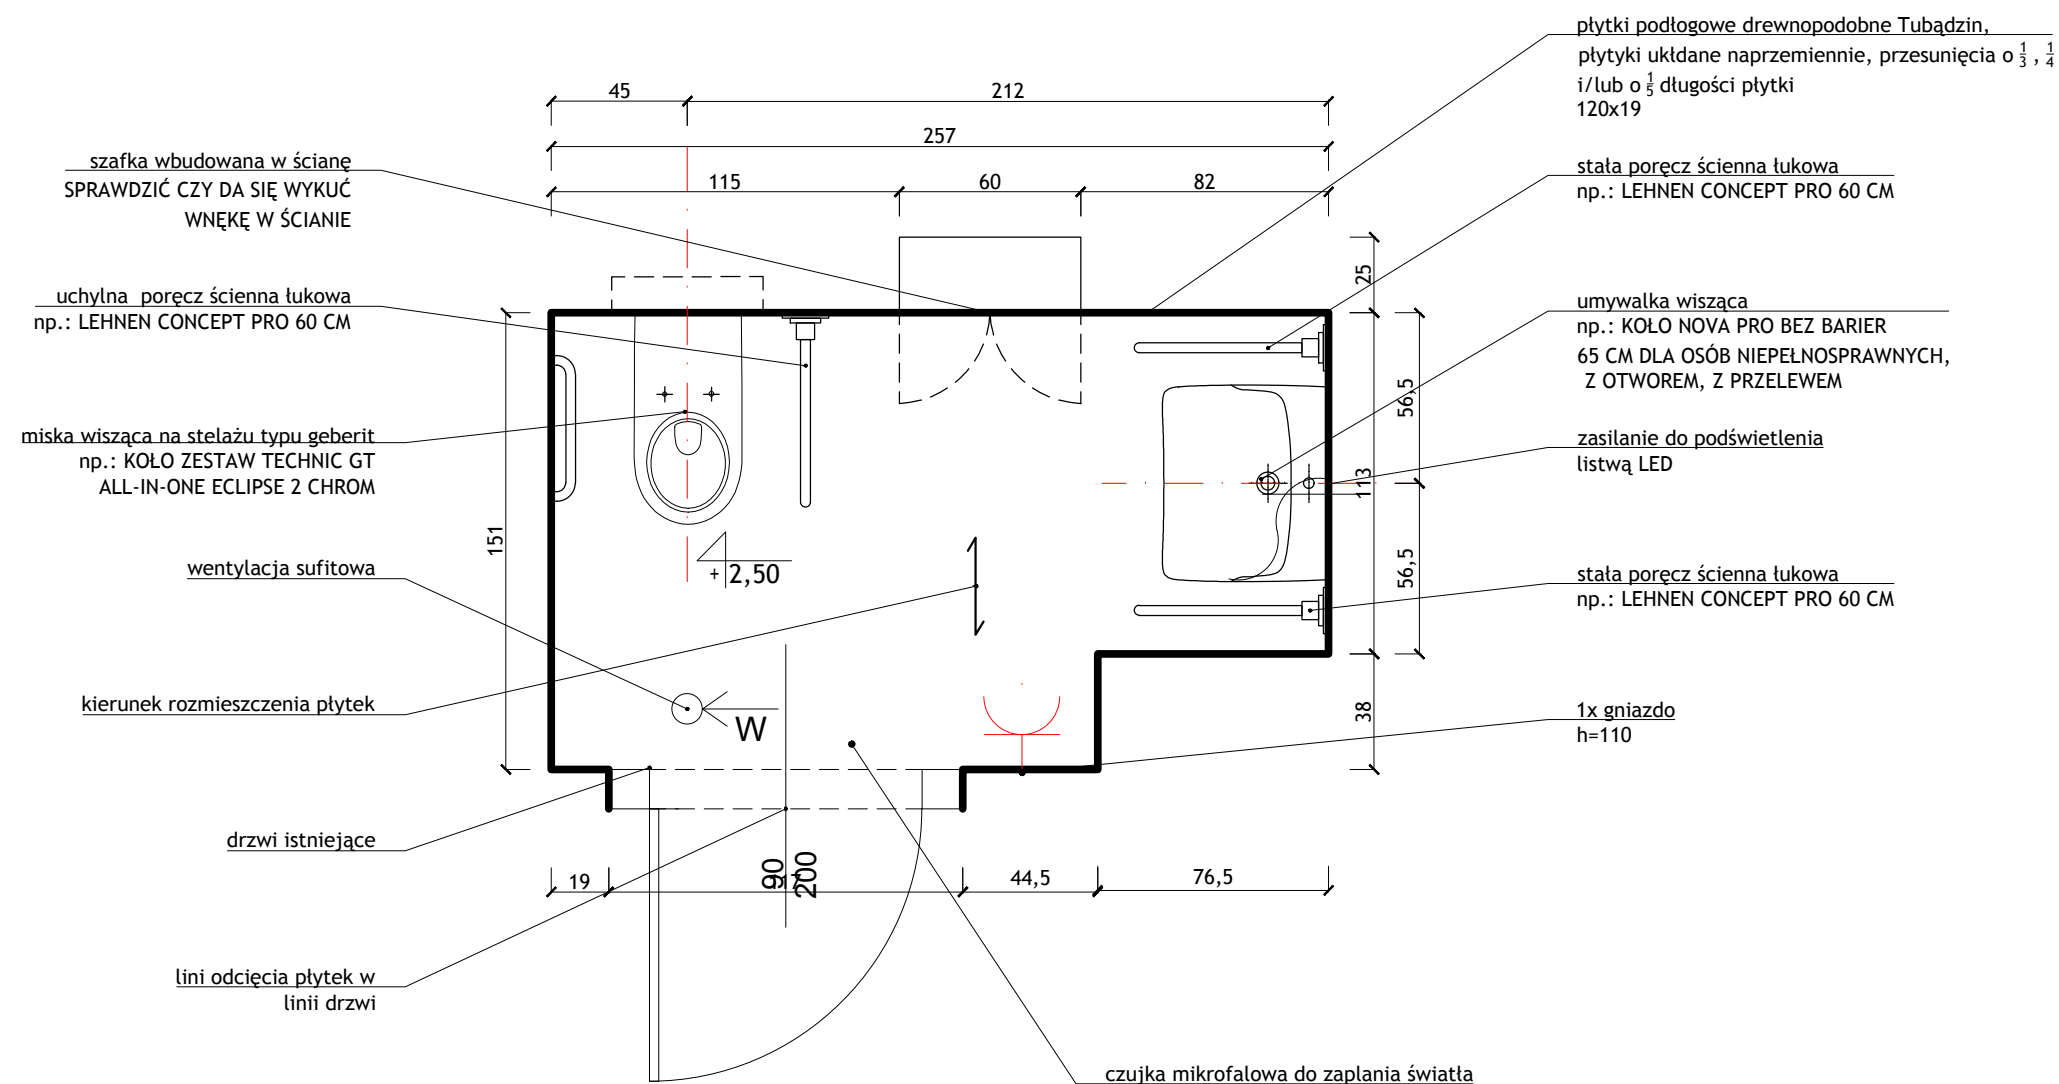 płytki podłogowe drewnopodobne Tubądzin,
płytyki ukłdane naprzemiennie, przesunięcia o 1/3 , 1/4
i/lub o 1/5 długości płytki
120x19
45
212
257
115
60
82
szafka wbudowana w ścianę
SPRAWDZIĆ CZY DA SIĘ WYKUĆ
WNĘKĘ W ŚCIANIE
stała poręcz ścienna łukowa
np.: LEHNEN CONCEPT PRO 60 CM
25
uchylna poręcz ścienna łukowa
np.: LEHNEN CONCEPT PRO 60 CM
umywalka wisząca
np.: KOŁO NOVA PRO BEZ BARIER
65 CM DLA OSÓB NIEPEŁNOSPRAWNYCH,
Z OTWOREM, Z PRZELEWEM
56,5
miska wisząca na stelażu typu geberit
np.: KOŁO ZESTAW TECHNIC GT
ALL-IN-ONE ECLIPSE 2 CHROM
zasilanie do podświetlenia
listwą LED
113
151
+ 2,50
56,5
wentylacja sufitowa
stała poręcz ścienna łukowa
np.: LEHNEN CONCEPT PRO 60 CM
kierunek rozmieszczenia płytek
W
38
1x gniazdo
h=110
drzwi istniejące
19
90
200
44,5
76,5
lini odcięcia płytek w
linii drzwi
czujka mikrofalowa do zaplania światła